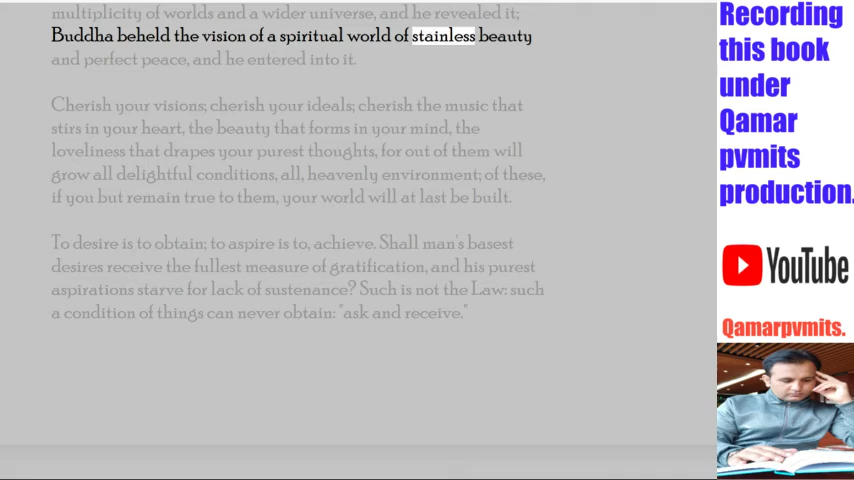 multiplicity of worlds and a wider universe, and he revealed it;
Buddha beheld the vision of a spiritual world of stainless beauty
and perfect peace, and he entered into it.
Cherish your visions; cherish your ideals; cherish the music that
stirs in your heart, the beauty that forms in your mind, the
loveliness that drapes your purest thoughts, for out of them will
grow all delightful conditions, all, heavenly environment; of these,
if you but remain true to them, your world will at last be built.
To desire is to obtain; to aspire is to, achieve. Shall man's basest
desires receive the fullest measure of gratification, and his purest
aspirations starve for lack of sustenance? Such is not the Law: such
a condition of things can never obtain: "ask and receive."
Recording
this book
under
Qamar
pvmits
production.
YouTube
Qamarpvmits.